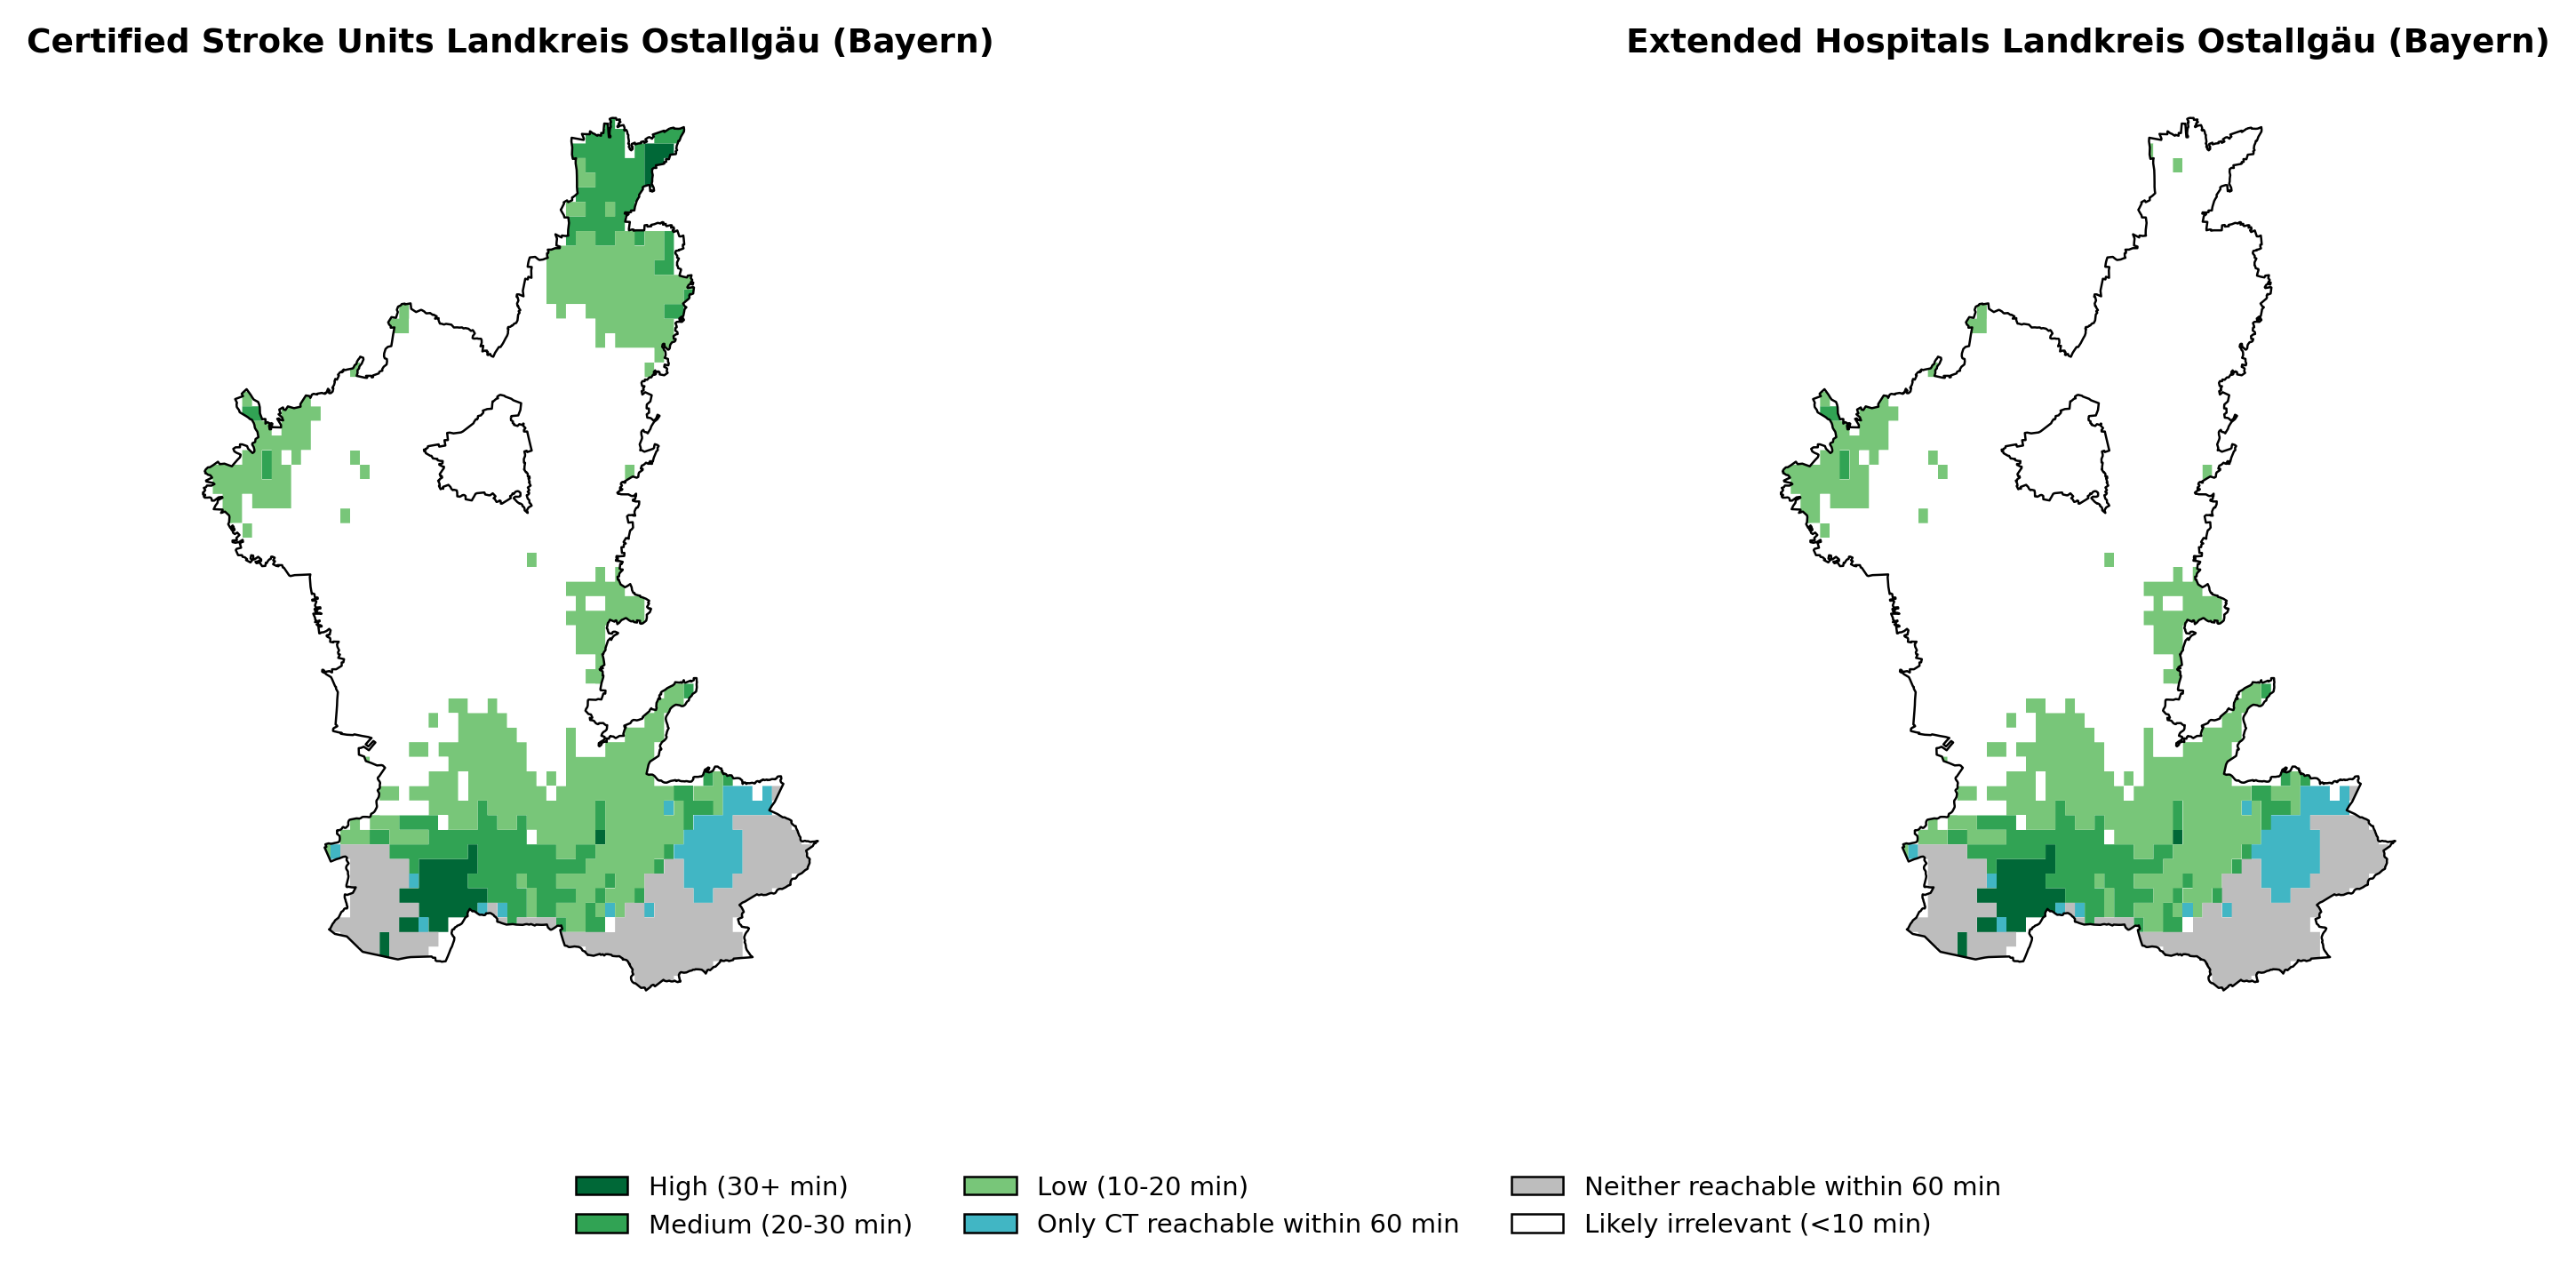 Certified Stroke Units Landkreis Ostallgäu (Bayern)
Extended Hospitals Landkreis Ostallgäu (Bayern)
High (30+ min)
Medium (20-30 min)
Low (10-20 min)
Only CT reachable within 60 min
Neither reachable within 60 min
Likely irrelevant (<10 min)